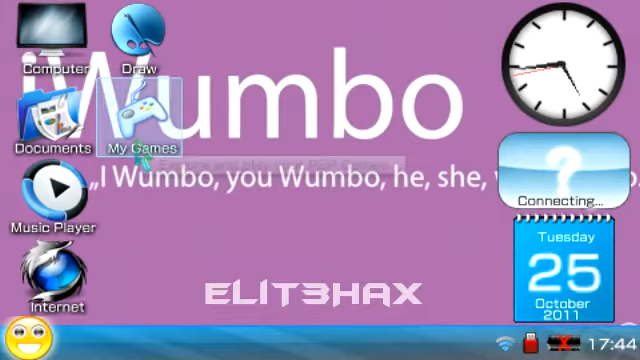 Computer
Draw
iWumbo
Documents
My Games
„I Wumbo, you Wumbo, he, she,
Music Player
Connecting...
Tuesday
25
October
2011
Internet
ELIT3HAX
17:44